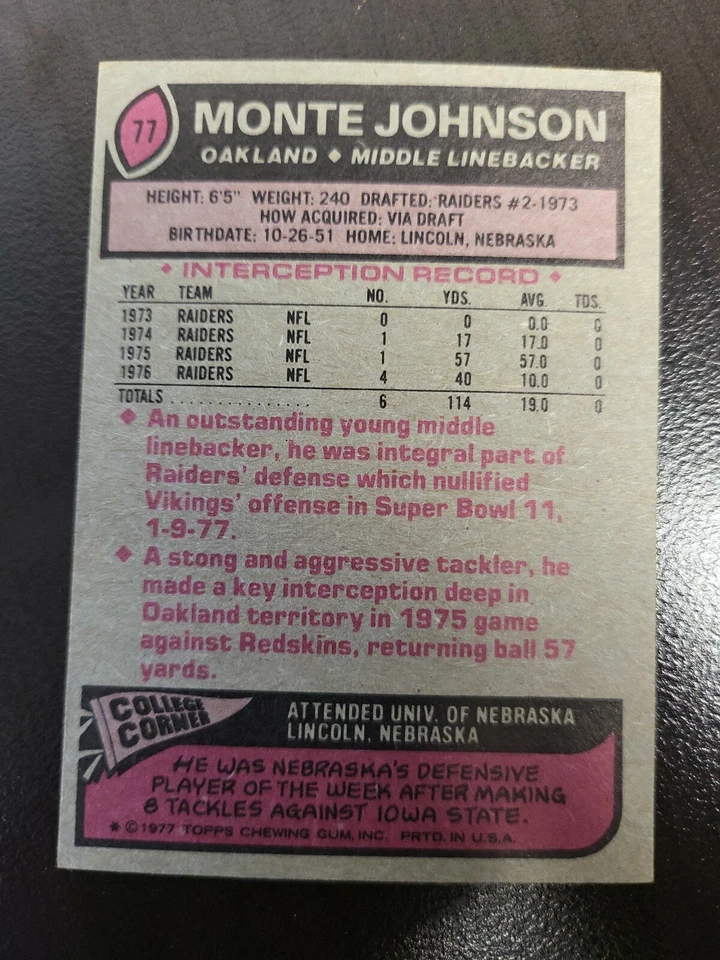 77
MONTE JOHNSON
OAKLAND ◆ MIDDLE LINEBACKER
HEIGHT: 6'5" WEIGHT: 240 DRAFTED: RAIDERS #2-1973
HOW ACQUIRED: VIA DRAFT
BIRTHDATE: 10-26-51 HOME: LINCOLN, NEBRASKA
◆ INTERCEPTION RECORD ◆
YEAR TEAM NO. YDS. AVG. TDS.
1973 RAIDERS NFL 0 0 0.0 0
1974 RAIDERS NFL 1 17 17.0 0
1975 RAIDERS NFL 1 57 57.0 0
1976 RAIDERS NFL 4 40 10.0 0
TOTALS ................ 6 114 19.0 0
◆ An outstanding young middle
linebacker, he was integral part of
Raiders' defense which nullified
Vikings' offense in Super Bowl 11,
1-9-77.
◆ A stong and aggressive tackler, he
made a key interception deep in
Oakland territory in 1975 game
against Redskins, returning ball 57
yards.
COLLEGE
CORNER
ATTENDED UNIV. OF NEBRASKA
LINCOLN, NEBRASKA
HE WAS NEBRASKA'S DEFENSIVE
PLAYER OF THE WEEK AFTER MAKING
8 TACKLES AGAINST IOWA STATE.
* © 1977 TOPPS CHEWING GUM, INC. PRTD. IN U.S.A.